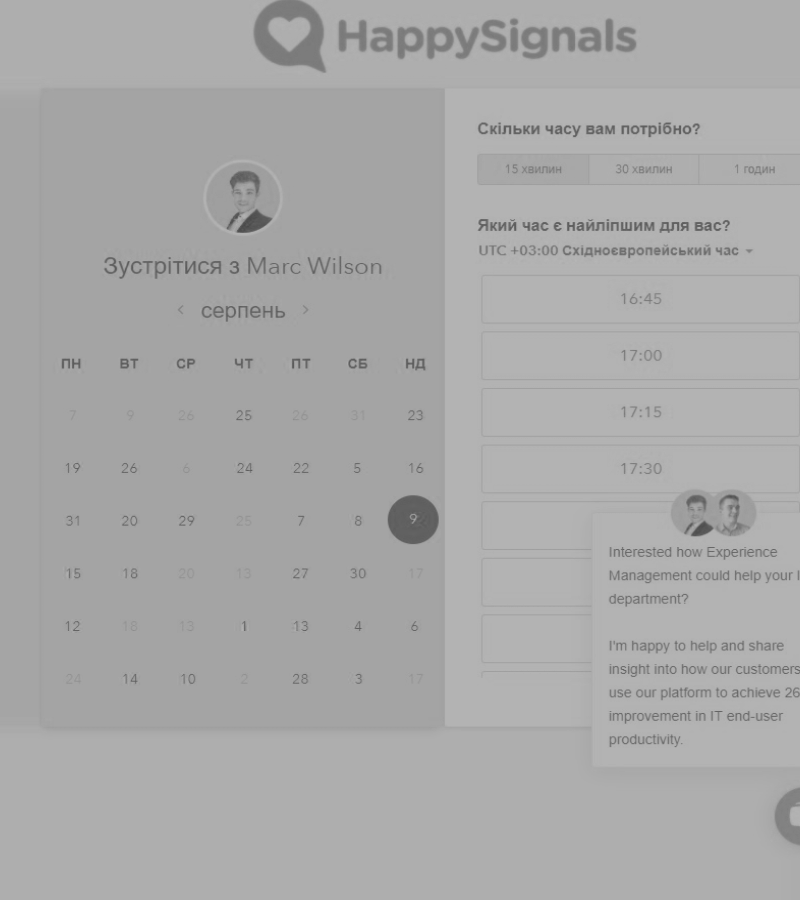 HappySignals
Зустрітися з Marc Wilson
серпень
ПН ВТ СР ЧТ ПТ СБ НД
7 9 26 25 26 31 23
19 26 6 24 22 5 16
31 20 29 25 7 8 9
15 18 20 13 27 30 17
12 18 13 1 13 4 6
24 14 10 2 28 3 17
Скільки часу вам потрібно?
15 хвилин 30 хвилин 1 годин
Який час є найліпшим для вас?
UTC +03:00 Східноєвропейський час
16:45
17:00
17:15
17:30
Interested how Experience
Management could help your
department?
I'm happy to help and share
insight into how our customers
use our platform to achieve 26
improvement in IT end-user
productivity.